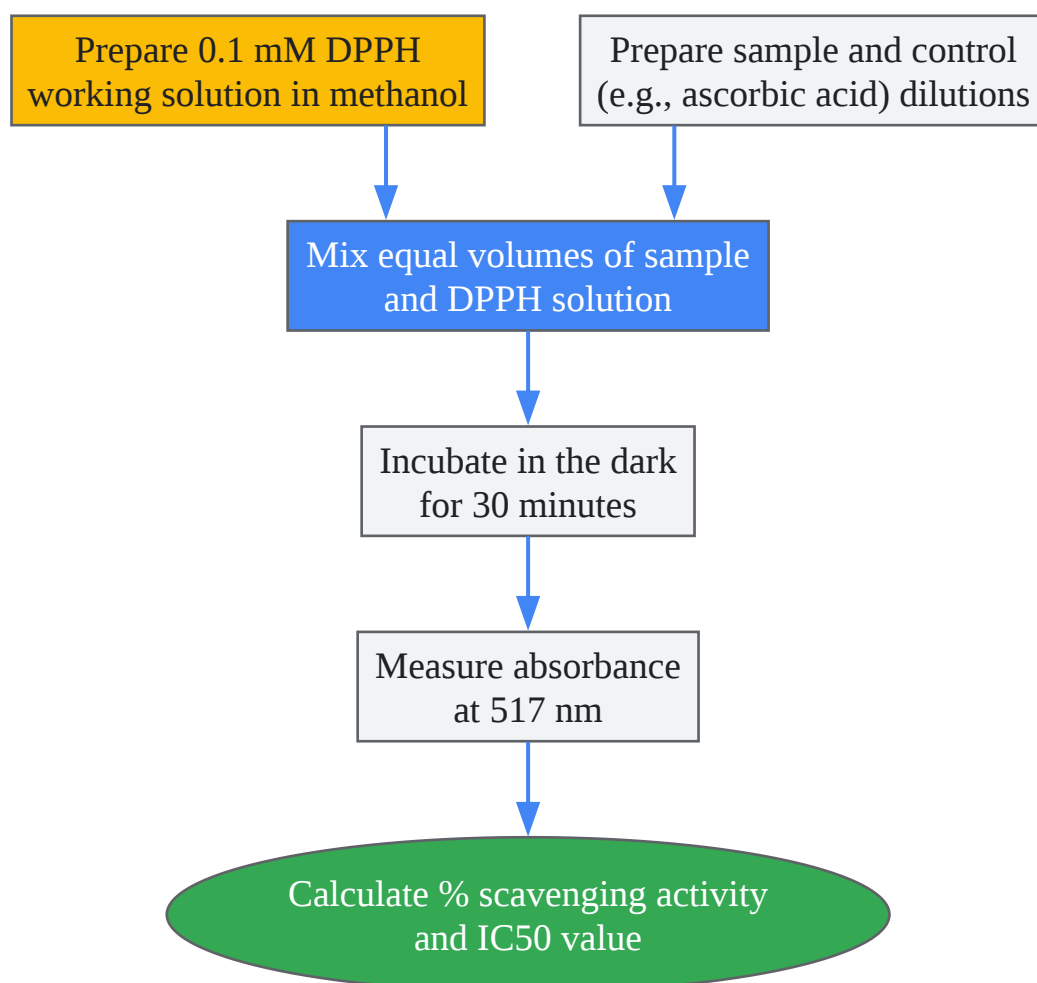 Prepare 0.1 mM DPPH
working solution in methanol
Prepare sample and control
(e.g., ascorbic acid) dilutions
Mix equal volumes of sample
and DPPH solution
Incubate in the dark
for 30 minutes
Measure absorbance
at 517 nm
Calculate % scavenging activity
and IC50 value